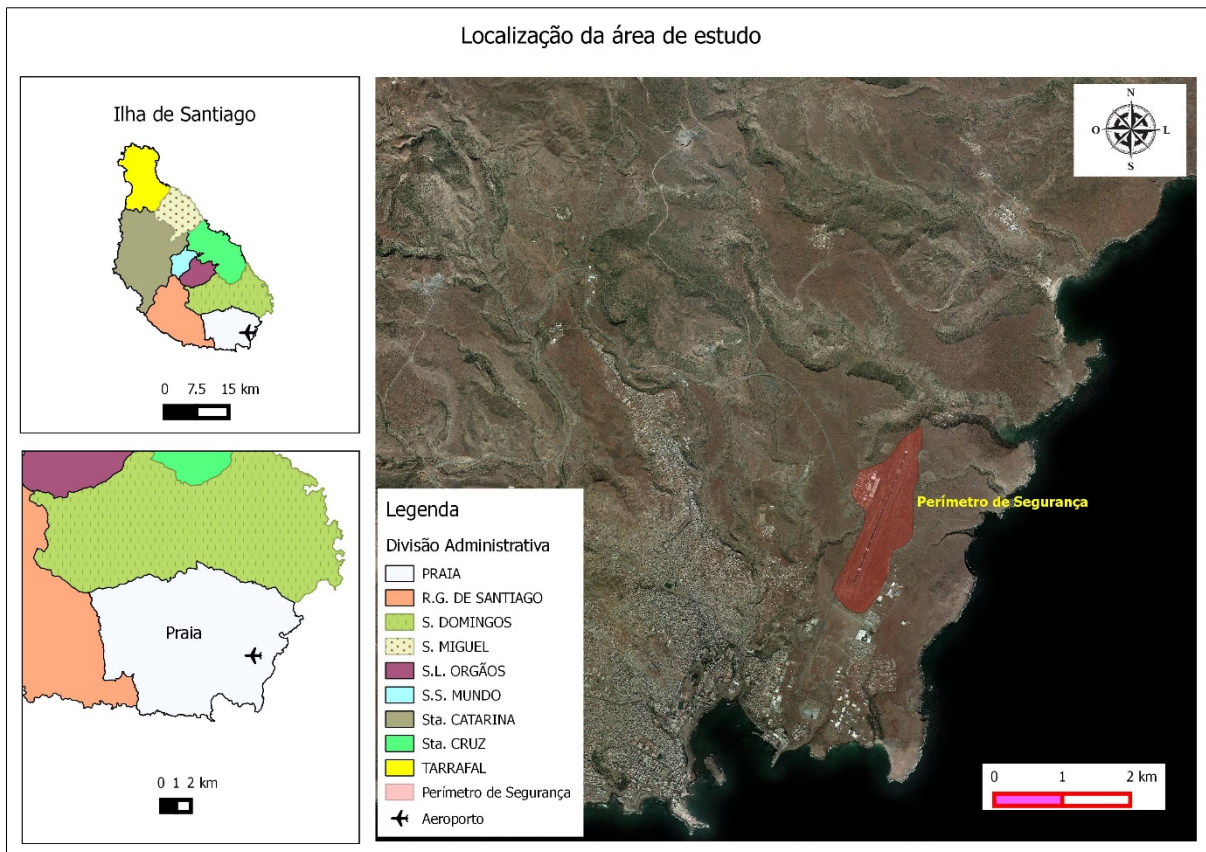 Localização da área de estudo
Ilha de Santiago
0 7.5 15 km
Praia
0 1 2 km
Legenda
Divisão Administrativa
PRAIA
R.G. DE SANTIAGO
S. DOMINGOS
S. MIGUEL
S.L. ORGÃOS
S.S. MUNDO
Sta. CATARINA
Sta. CRUZ
TARRAFAL
Perímetro de Segurança
Aeroporto
N
O L
S
Perímetro de Segurança
0 1 2 km